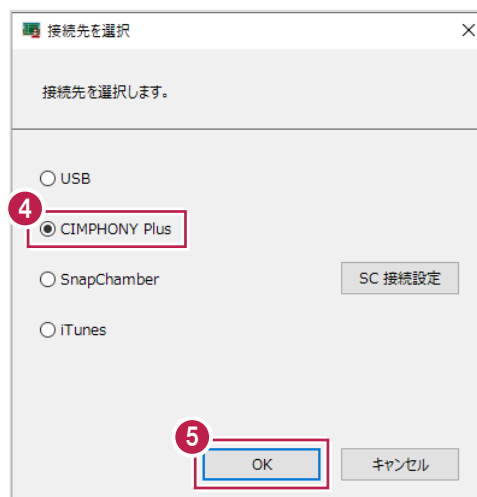 接続先を選択
接続先を選択します。
USB
4
CIMPHONY Plus
SnapChamber
SC 接続設定
iTunes
5
OK
キャンセル